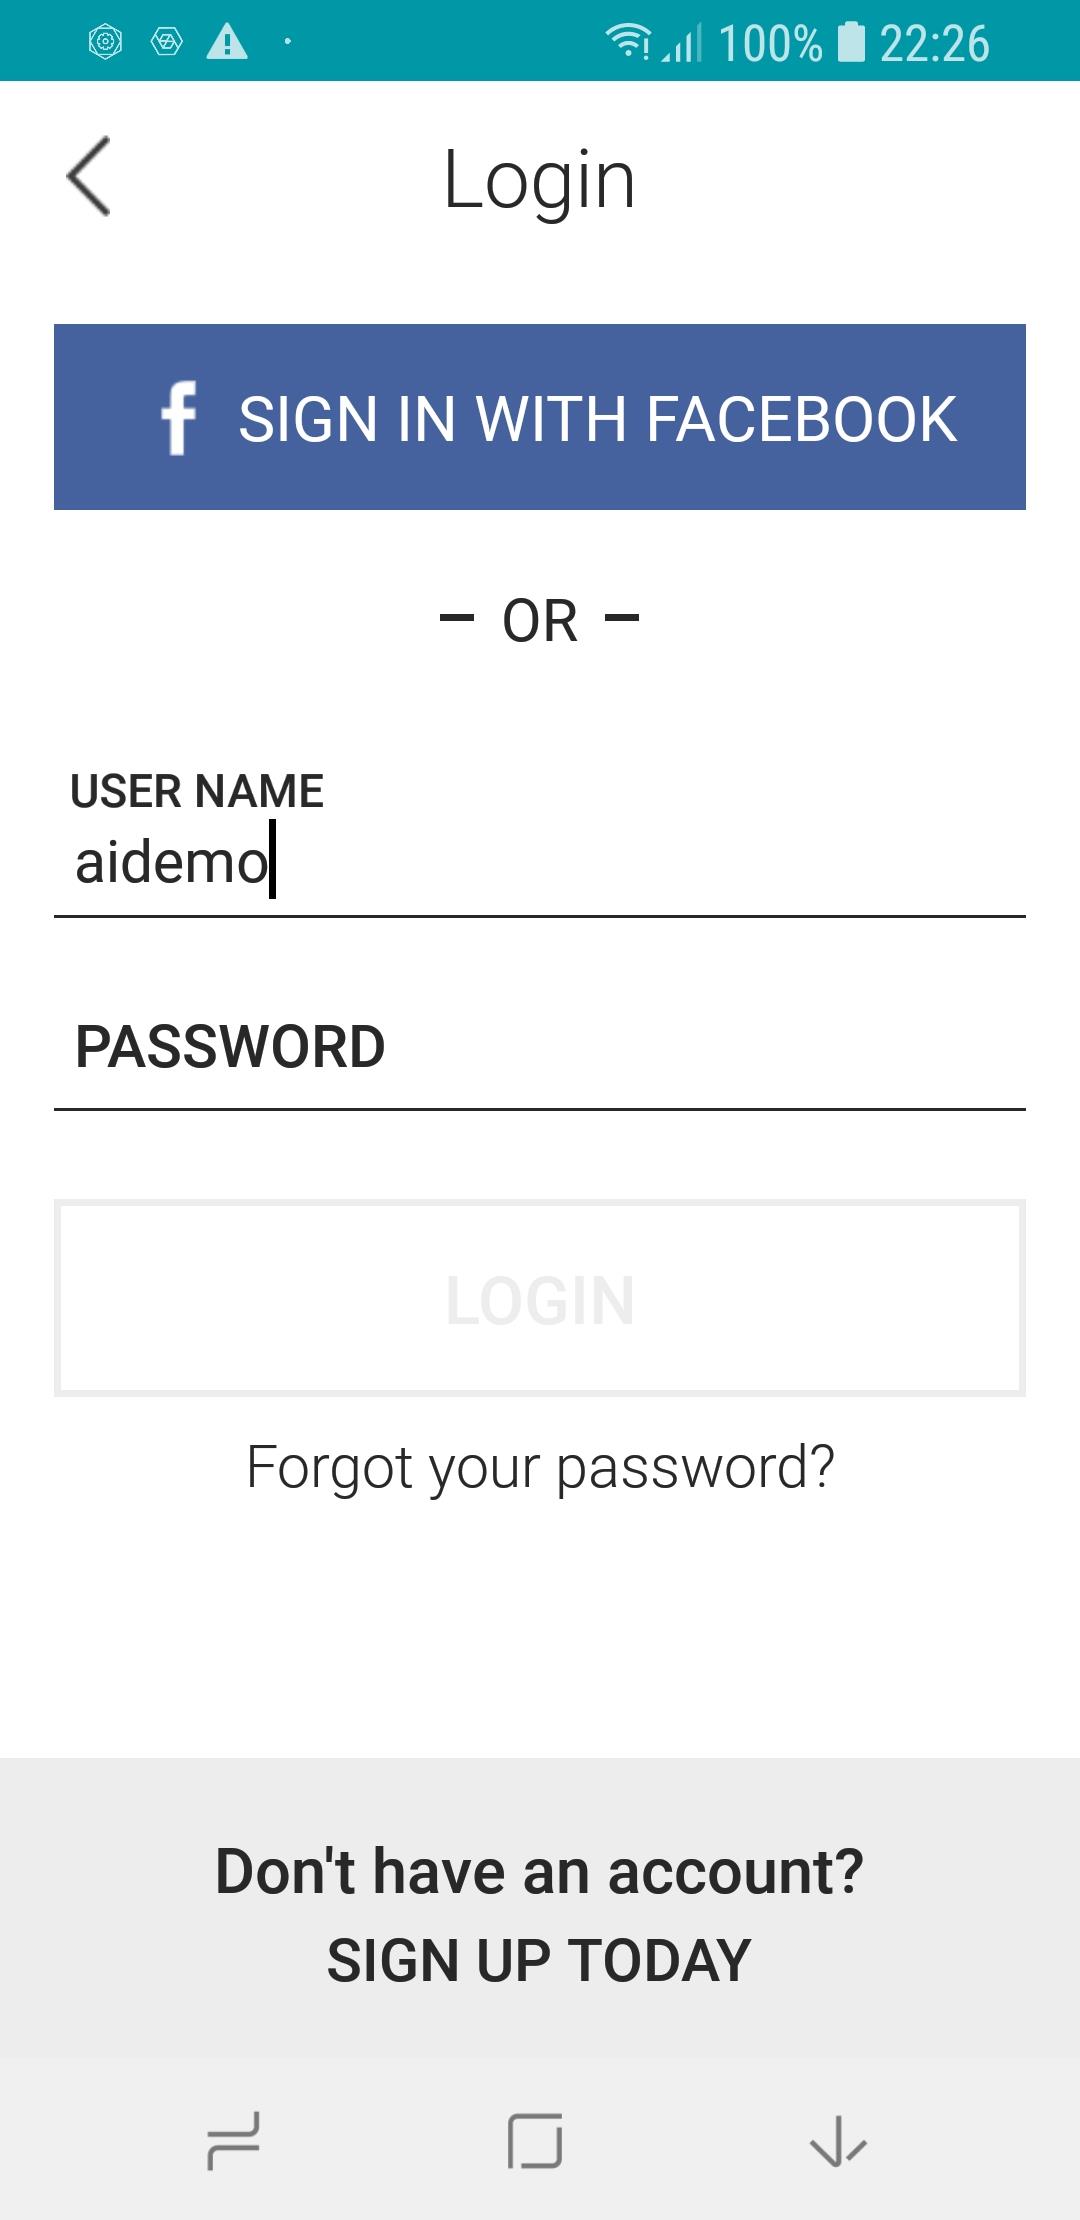 100% 22:26
Login
f SIGN IN WITH FACEBOOK
– OR –
USER NAME
aidemo
PASSWORD
LOGIN
Forgot your password?
Don't have an account?
SIGN UP TODAY